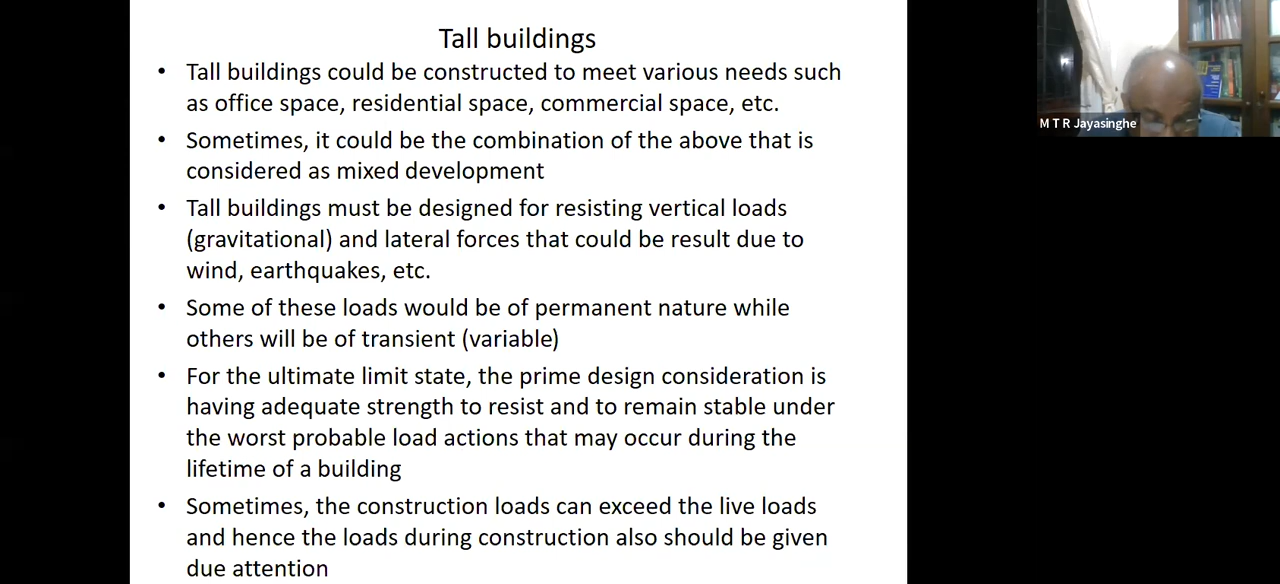 Tall buildings
• Tall buildings could be constructed to meet various needs such
as office space, residential space, commercial space, etc.
• Sometimes, it could be the combination of the above that is
considered as mixed development
• Tall buildings must be designed for resisting vertical loads
(gravitational) and lateral forces that could be result due to
wind, earthquakes, etc.
• Some of these loads would be of permanent nature while
others will be of transient (variable)
• For the ultimate limit state, the prime design consideration is
having adequate strength to resist and to remain stable under
the worst probable load actions that may occur during the
lifetime of a building
• Sometimes, the construction loads can exceed the live loads
and hence the loads during construction also should be given
due attention
M T R Jayasinghe